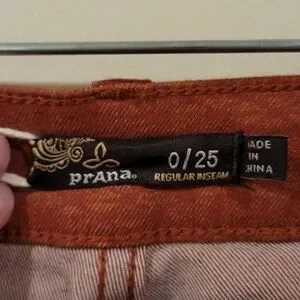 prAna
0/25
REGULAR INSEAM
MADE
IN
CHINA